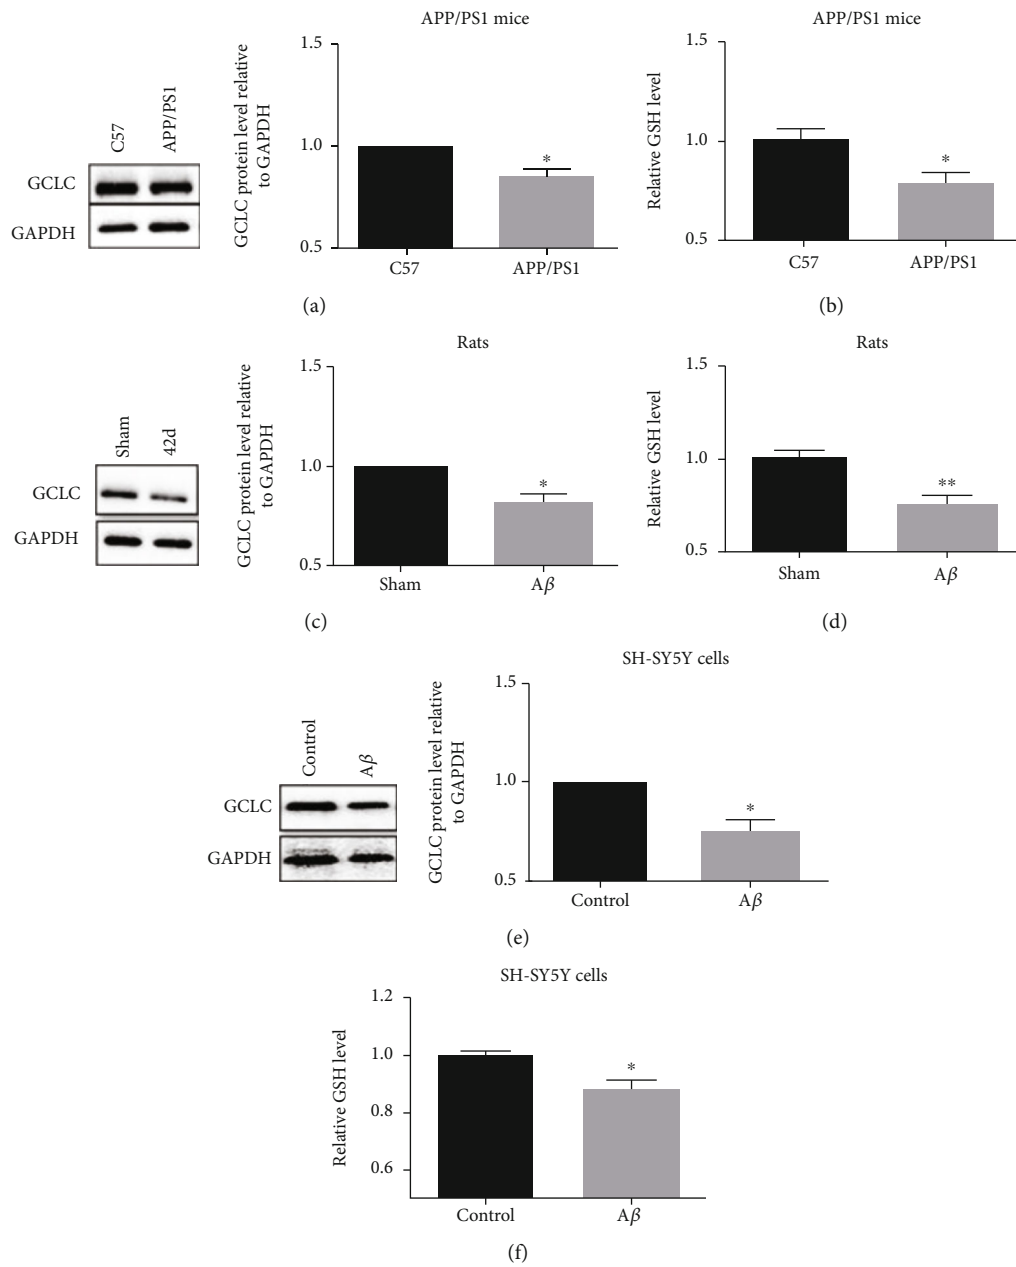 APP/PS1 mice
C57
APP/PS1
GCLC
GAPDH
GCLC protein level relative
to GAPDH
1.5
1.0
0.5
*
C57
APP/PS1
(a)
APP/PS1 mice
Relative GSH level
1.5
1.0
0.5
*
C57
APP/PS1
(b)
Rats
Sham
42d
GCLC
GAPDH
GCLC protein level relative
to GAPDH
1.5
1.0
0.5
*
Sham
Aβ
(c)
Rats
Relative GSH level
1.5
1.0
0.5
**
Sham
Aβ
(d)
SH-SY5Y cells
Control
Aβ
GCLC
GAPDH
GCLC protein level relative
to GAPDH
1.5
1.0
0.5
*
Control
Aβ
(e)
SH-SY5Y cells
Relative GSH level
1.2
1.0
0.8
0.6
*
Control
Aβ
(f)